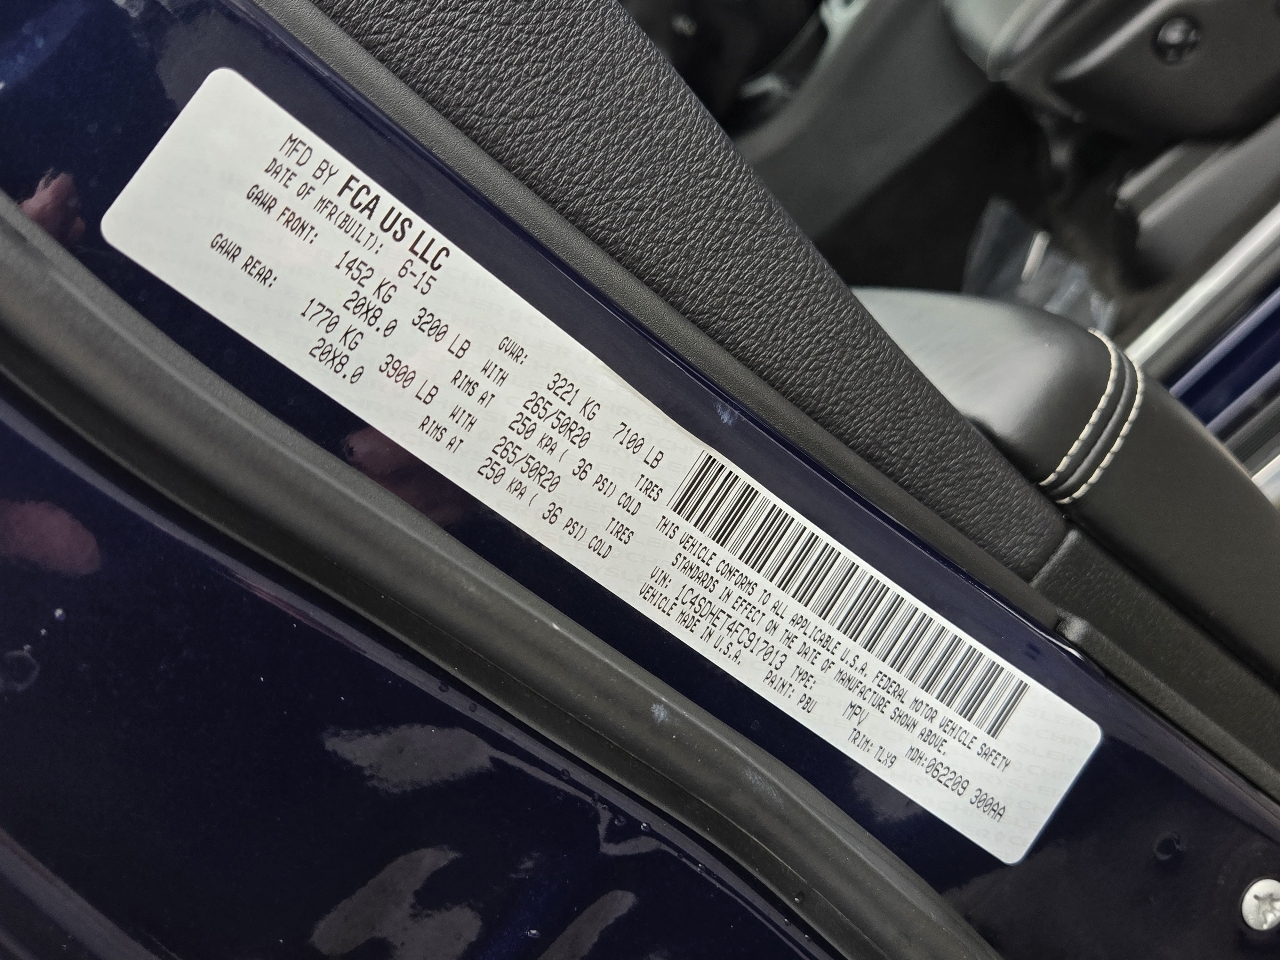 MFD BY FCA US LLC
DATE OF MFR(BUILT): 6-15 GVWR: 3221 KG 7100 LB
GAWR FRONT: 1452 KG 3200 LB WITH 265/50R20 TIRES
20X8.0 RIMS AT 250 KPA ( 36 PSI) COLD
GAWR REAR: 1770 KG 3900 LB WITH 265/50R20 TIRES
20X8.0 RIMS AT 250 KPA ( 36 PSI) COLD
THIS VEHICLE CONFORMS TO ALL APPLICABLE U.S.A. FEDERAL MOTOR VEHICLE SAFETY
STANDARDS IN EFFECT ON THE DATE OF MANUFACTURE SHOWN ABOVE.
VIN: 1C4SDHET4FC917013 TYPE: MPV MDH: 062209 300AA
VEHICLE MADE IN U.S.A. PAINT: PBU TRIM: TLX9